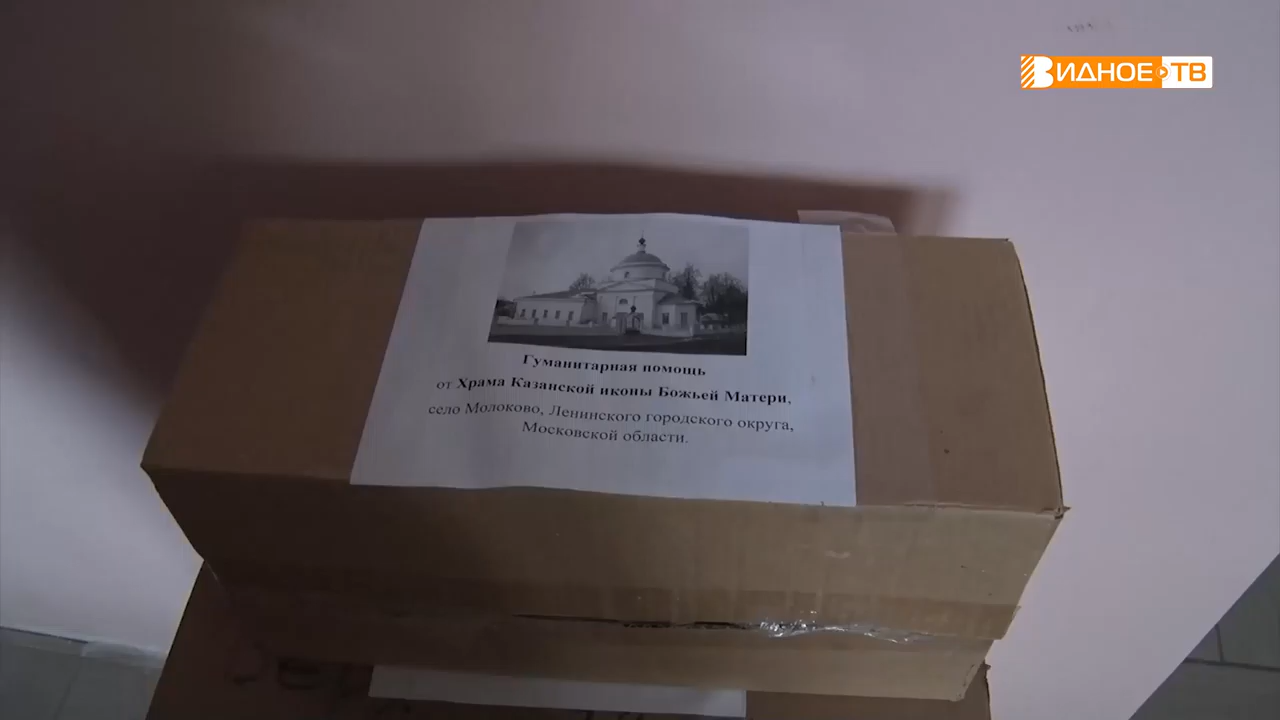 ВИДНОЕ ТВ
Гуманитарная помощь
от Храма Казанской иконы Божьей Матери,
село Молоково, Ленинского городского округа,
Московской области.